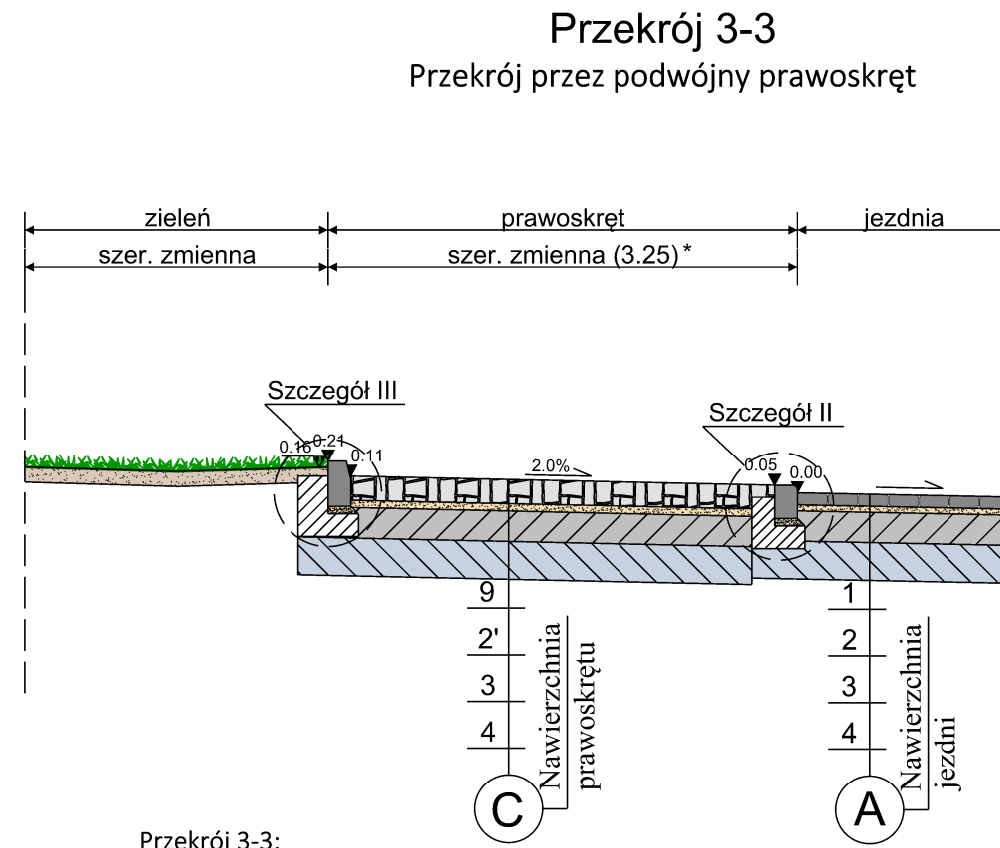 Przekrój 3-3
Przekrój przez podwójny prawoskręt
zieleń
prawoskręt
jezdnia
szer. zmienna
szer. zmienna (3.25)*
Szczegół III
Szczegół II
0.16
0.21
0.11
2.0%
0.05
0.00
9
2'
3
4
Nawierzchnia
prawoskrętu
C
1
2
3
4
Nawierzchnia
jezdni
A
Przekrój 3-3: